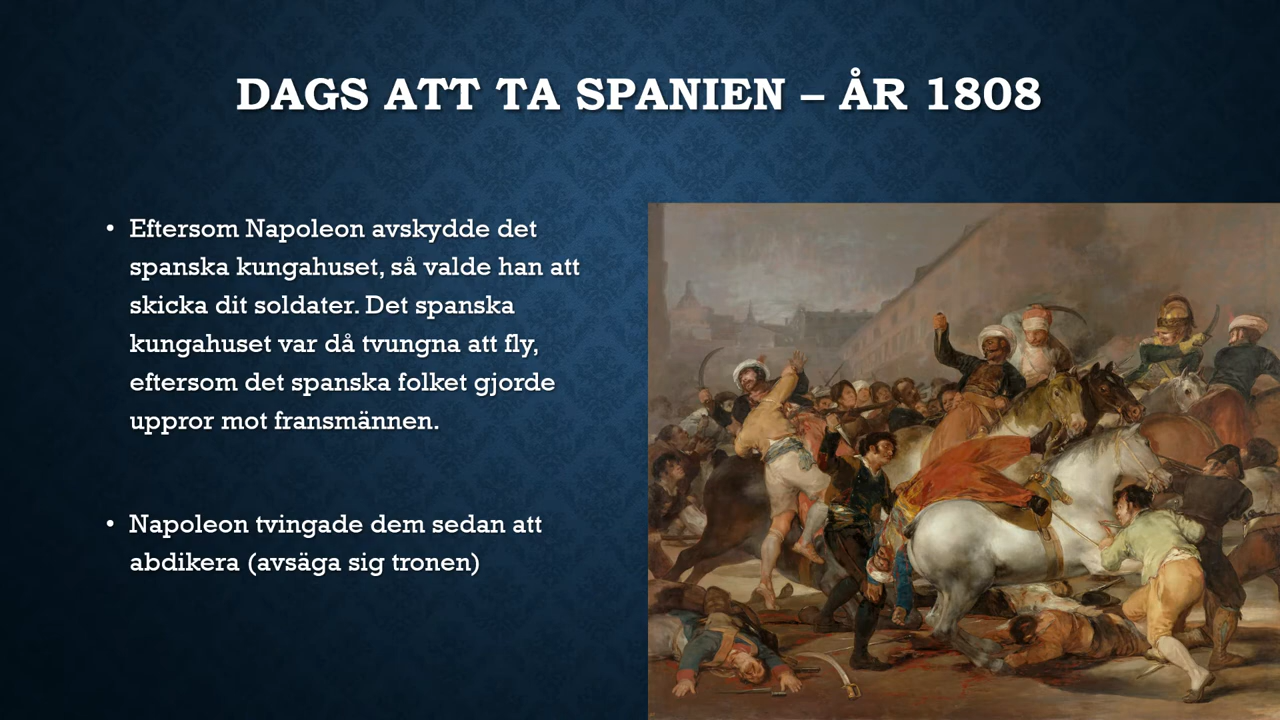 DAGS ATT TA SPANIEN – ÅR 1808
• Eftersom Napoleon avskydde det
spanska kungahuset, så valde han att
skicka dit soldater. Det spanska
kungahuset var då tvungna att fly,
eftersom det spanska folket gjorde
uppror mot fransmännen.
• Napoleon tvingade dem sedan att
abdikera (avsäga sig tronen)